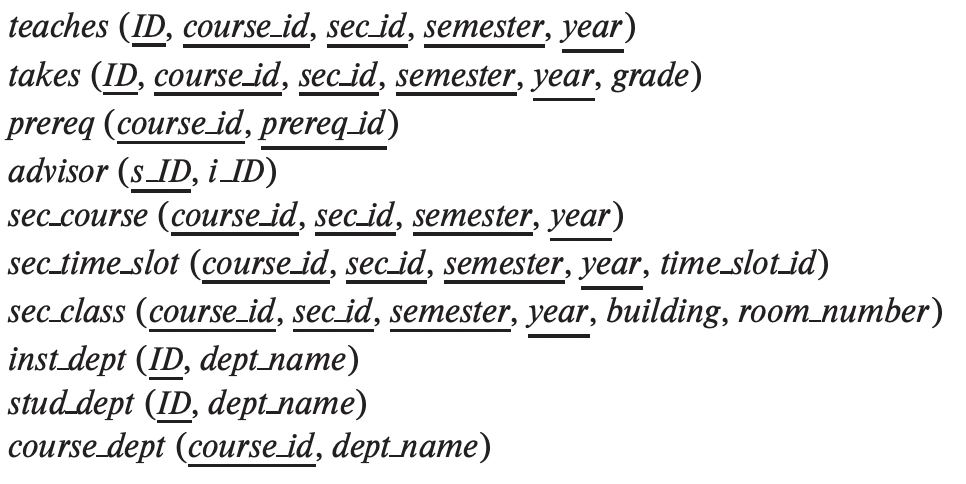 teaches (ID, course_id, sec_id, semester, year)
takes (ID, course_id, sec_id, semester, year, grade)
prereq (course_id, prereq_id)
advisor (s_ID, i_ID)
sec_course (course_id, sec_id, semester, year)
sec_time_slot (course_id, sec_id, semester, year, time_slot_id)
sec_class (course_id, sec_id, semester, year, building, room_number)
inst_dept (ID, dept_name)
stud_dept (ID, dept_name)
course_dept (course_id, dept_name)